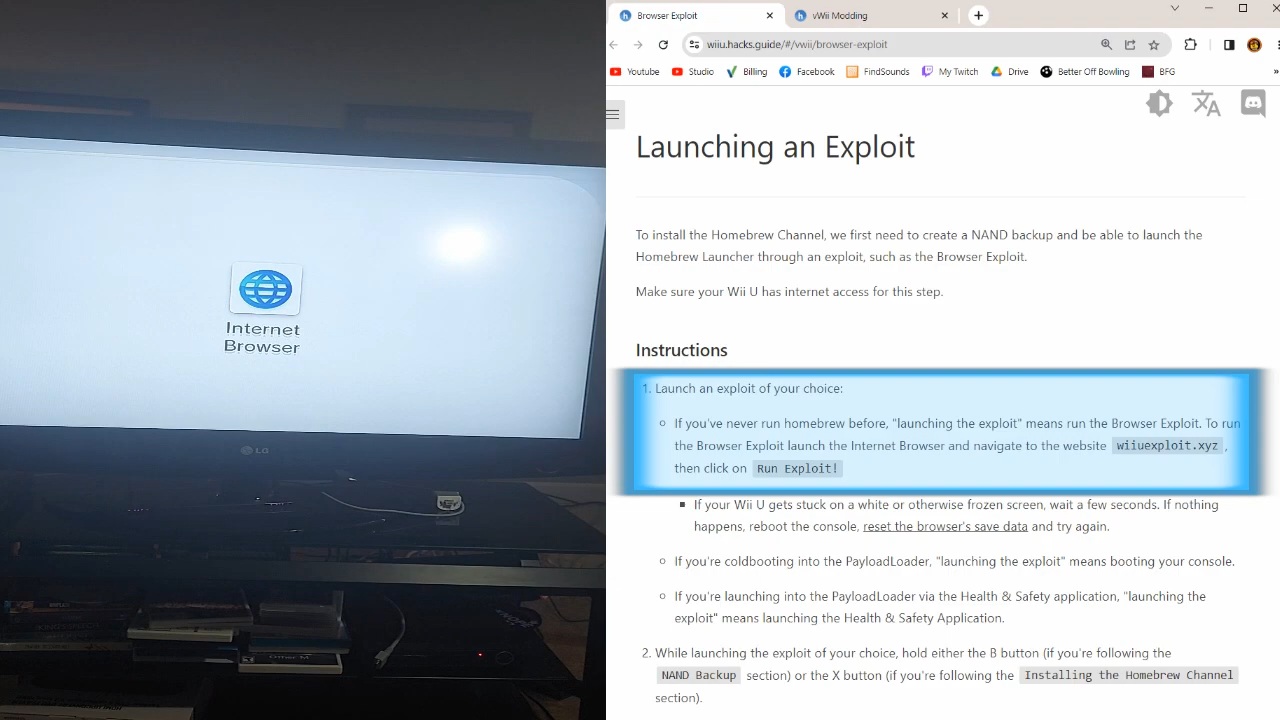 Internet
Browser
LG
Other M
Browser Exploit
vWii Modding
wiiu.hacks.guide/#/vwii/browser-exploit
Youtube
Studio
Billing
Facebook
FindSounds
My Twitch
Drive
Better Off Bowling
BFG
»
Launching an Exploit
To install the Homebrew Channel, we first need to create a NAND backup and be able to launch the
Homebrew Launcher through an exploit, such as the Browser Exploit.
Make sure your Wii U has internet access for this step.
Instructions
1. Launch an exploit of your choice:
If you've never run homebrew before, "launching the exploit" means run the Browser Exploit. To run
the Browser Exploit launch the Internet Browser and navigate to the website wiiuexploit.xyz ,
then click on Run Exploit!
If your Wii U gets stuck on a white or otherwise frozen screen, wait a few seconds. If nothing
happens, reboot the console, reset the browser's save data and try again.
If you're coldbooting into the PayloadLoader, "launching the exploit" means booting your console.
If you're launching into the PayloadLoader via the Health & Safety application, "launching the
exploit" means launching the Health & Safety Application.
2. While launching the exploit of your choice, hold either the B button (if you're following the
NAND Backup section) or the X button (if you're following the Installing the Homebrew Channel
section).